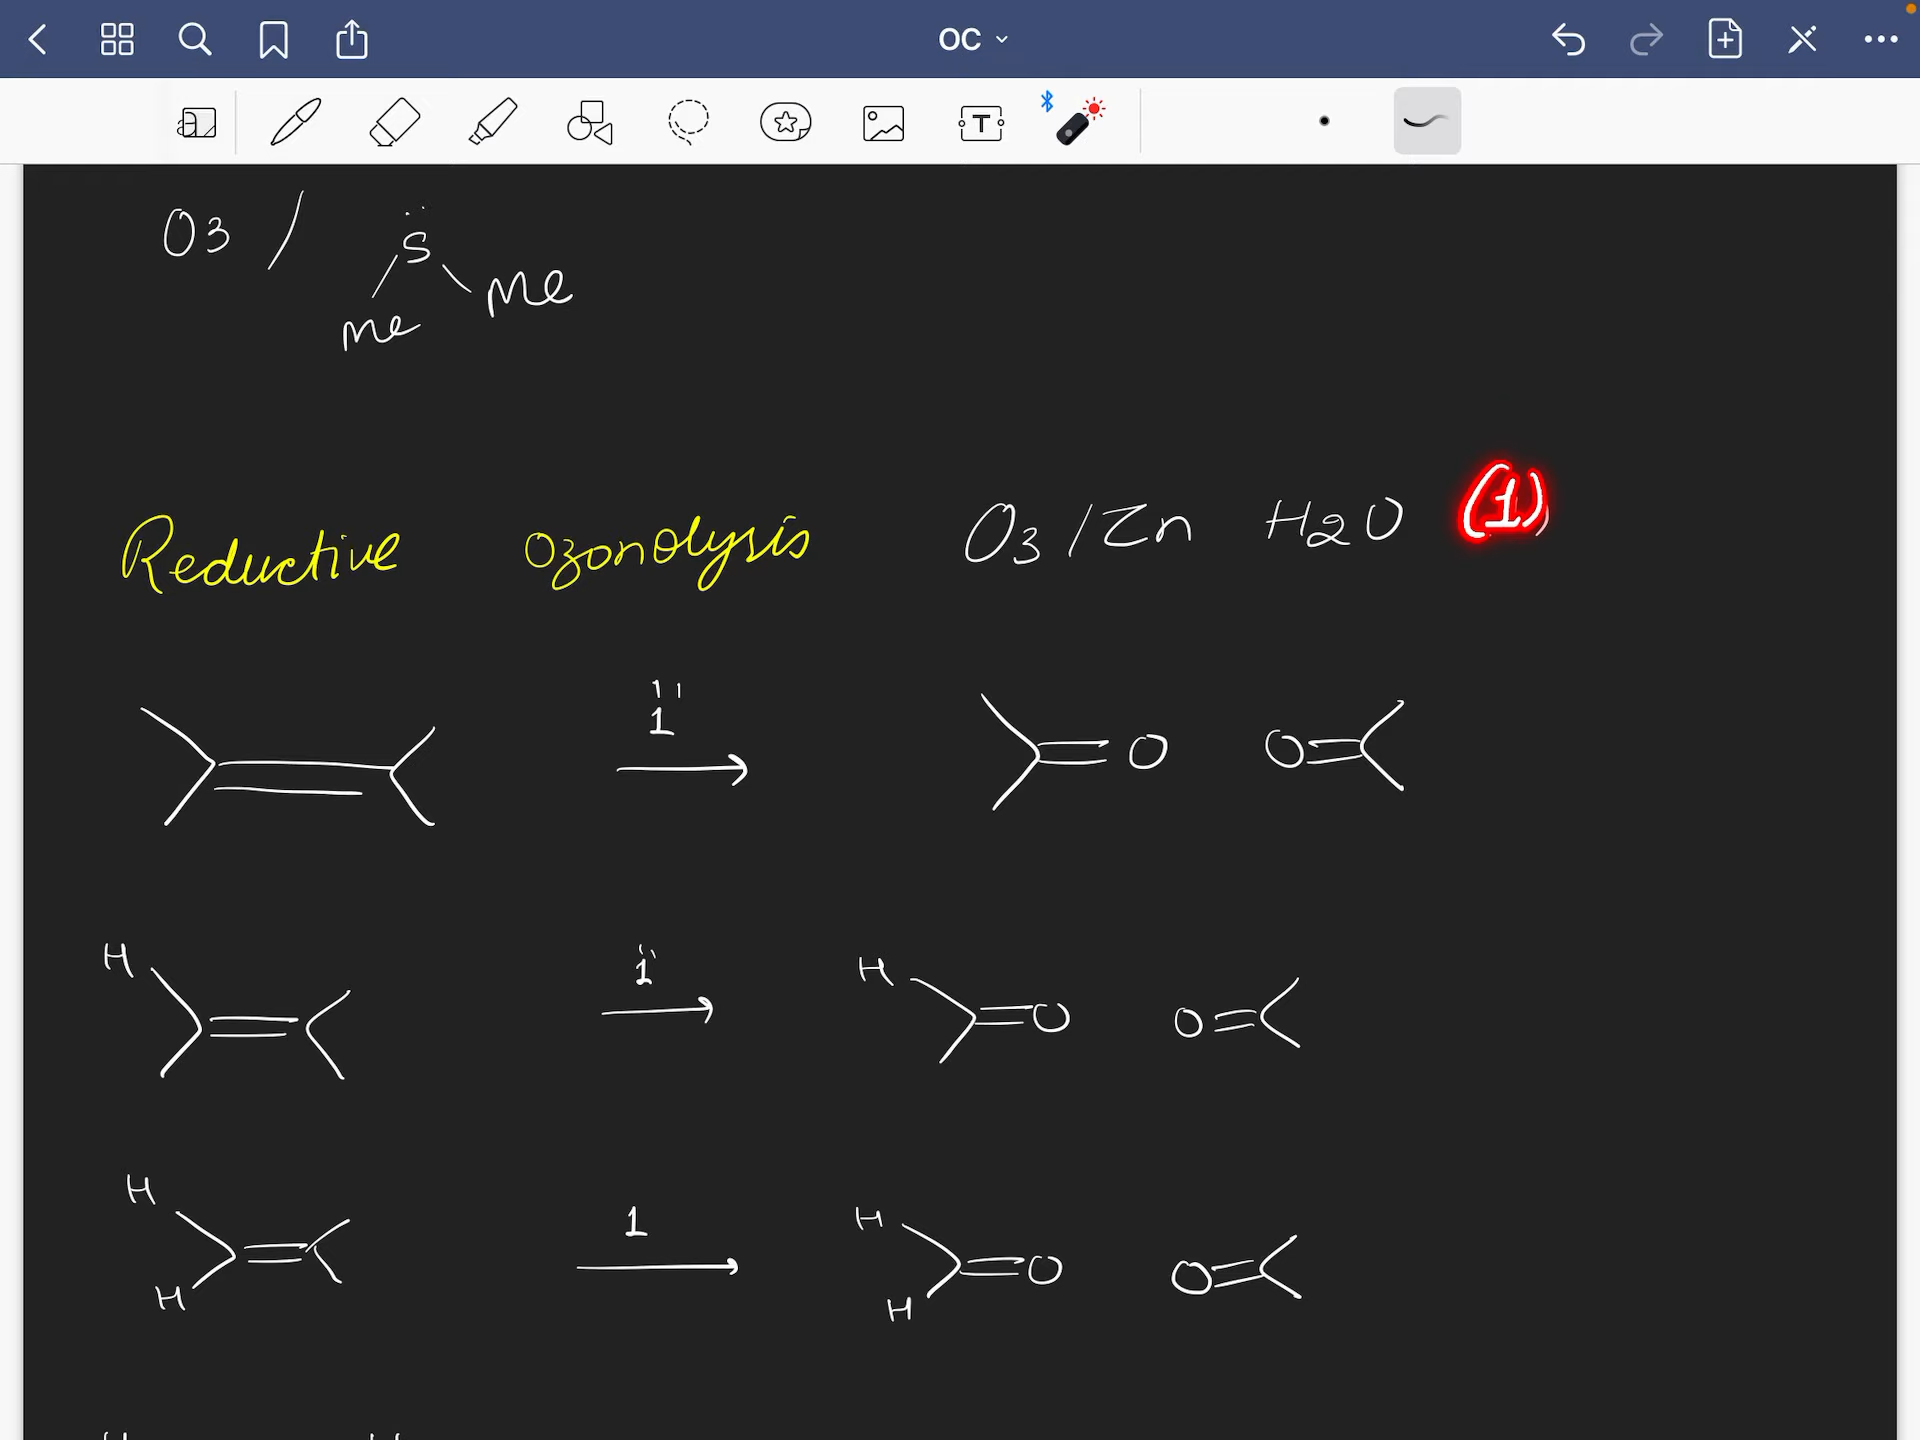 OC
O3 / S̈
Me Me
Reductive Ozonolysis O3/Zn H2O (1)
"1" O O
H "1" H O O
H 1 H O O
H H